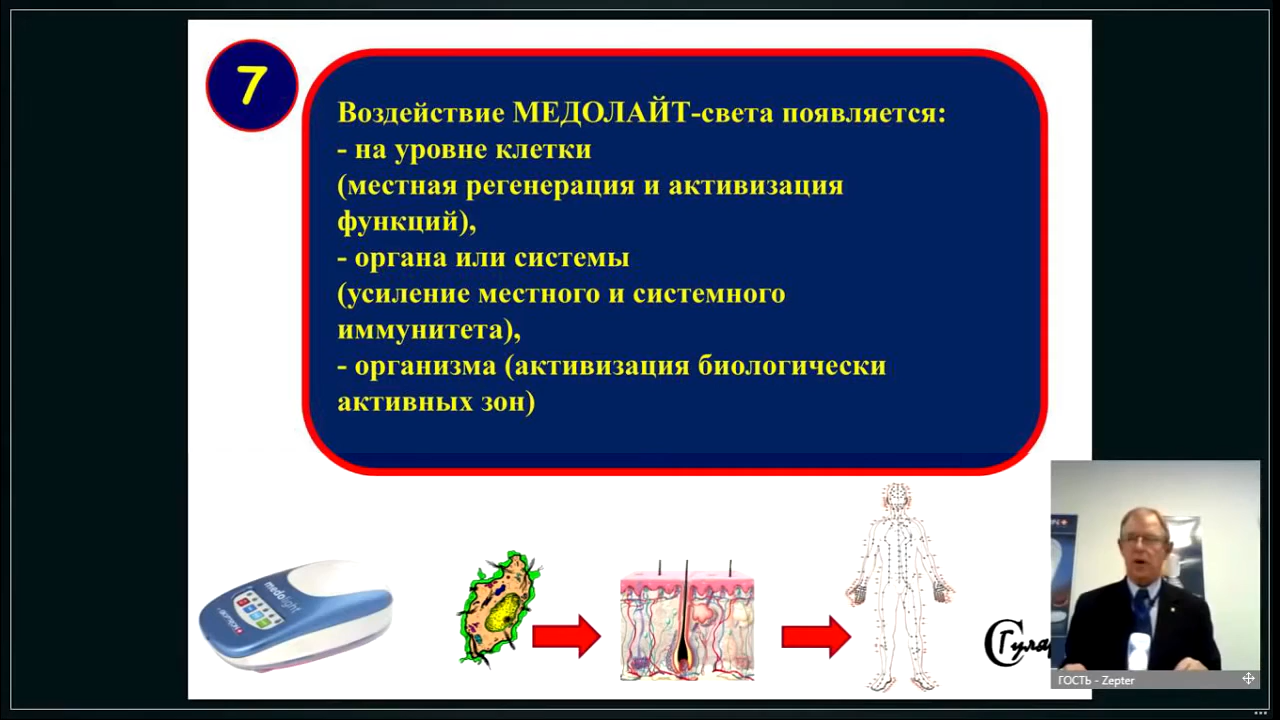 7
Воздействие МЕДОЛАЙТ-света появляется:
- на уровне клетки
(местная регенерация и активизация
функций),
- органа или системы
(усиление местного и системного
иммунитета),
- организма (активизация биологически
активных зон)
medolight
BIOPTRON
ГОСТЬ - Zepter